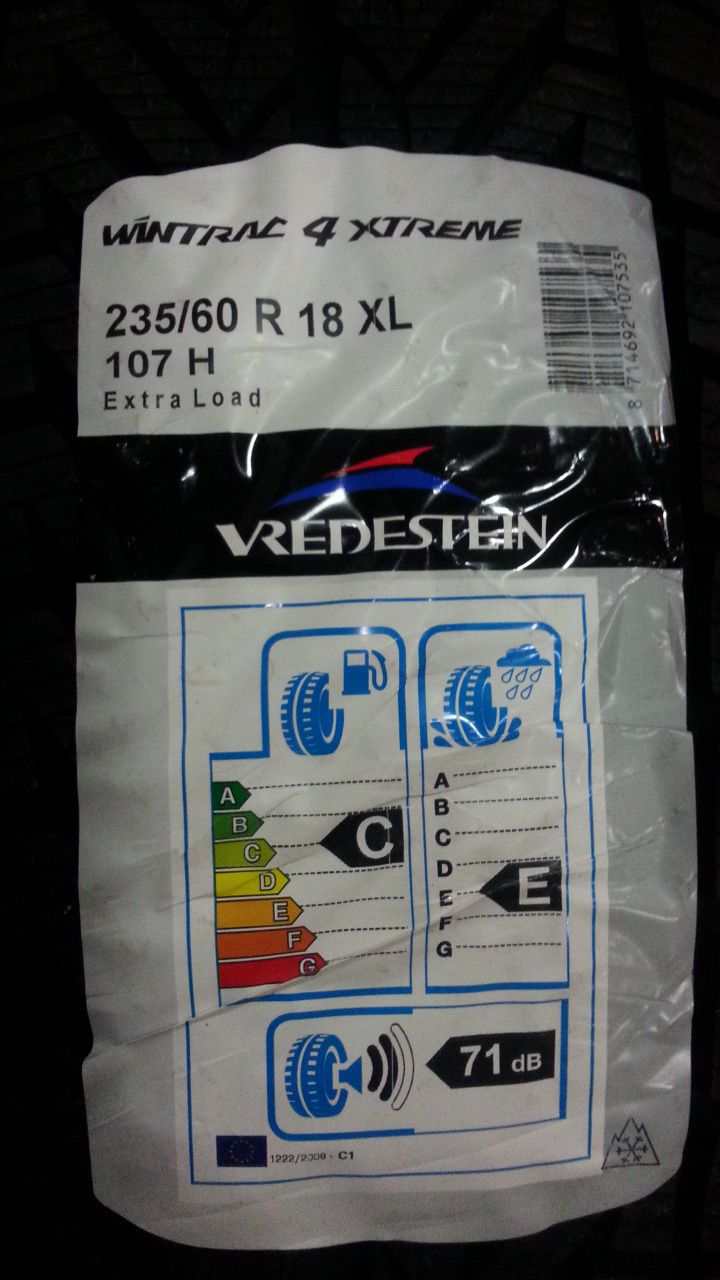 WINTRAC 4 XTREME
235/60 R 18 XL
107 H
Extra Load
8 714692 107535
VREDESTEIN
A
B
C
D
E
F
G
C
A
B
C
D
E
F
G
E
71 dB
1222/2009 - C1